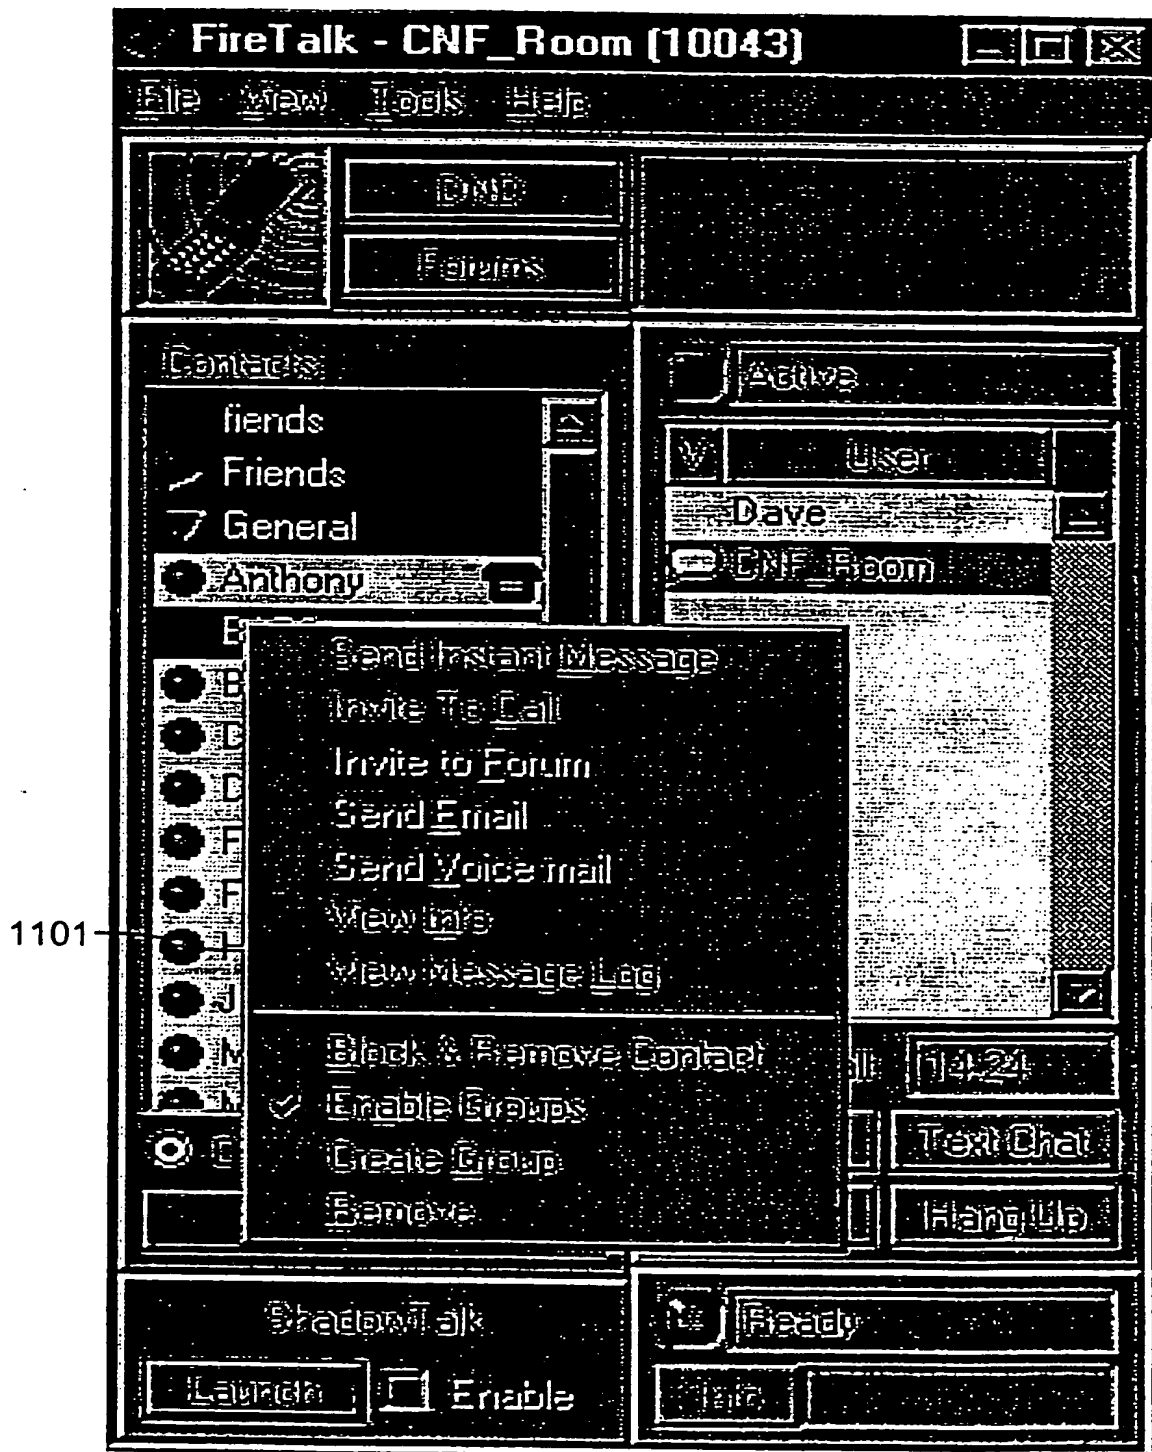 FireTalk - CNF_Room (10043)
File View Tools Help
DND
Forums
Contacts
Active
fiends
Friends
General
Anthony
User
Dave
CNF_Room
B
D
D
F
F
J
Send Instant Message
Invite To Call
Invite to Forum
Send Email
Send Voice mail
View Info
View Message Log
Block & Remove Contact
Enable Groups
Create Group
Remove
1101
14:24
Text Chat
Hang Up
ShadowTalk
Launch
Enable
Ready
Info